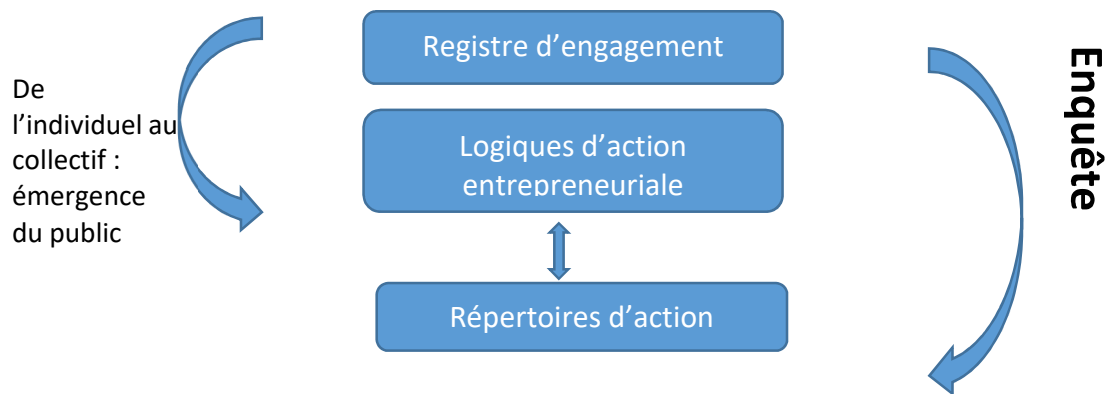 Registre d’engagement
De
l’individuel au
collectif :
émergence
du public
Logiques d’action
entrepreneuriale
Répertoires d’action
Enquête